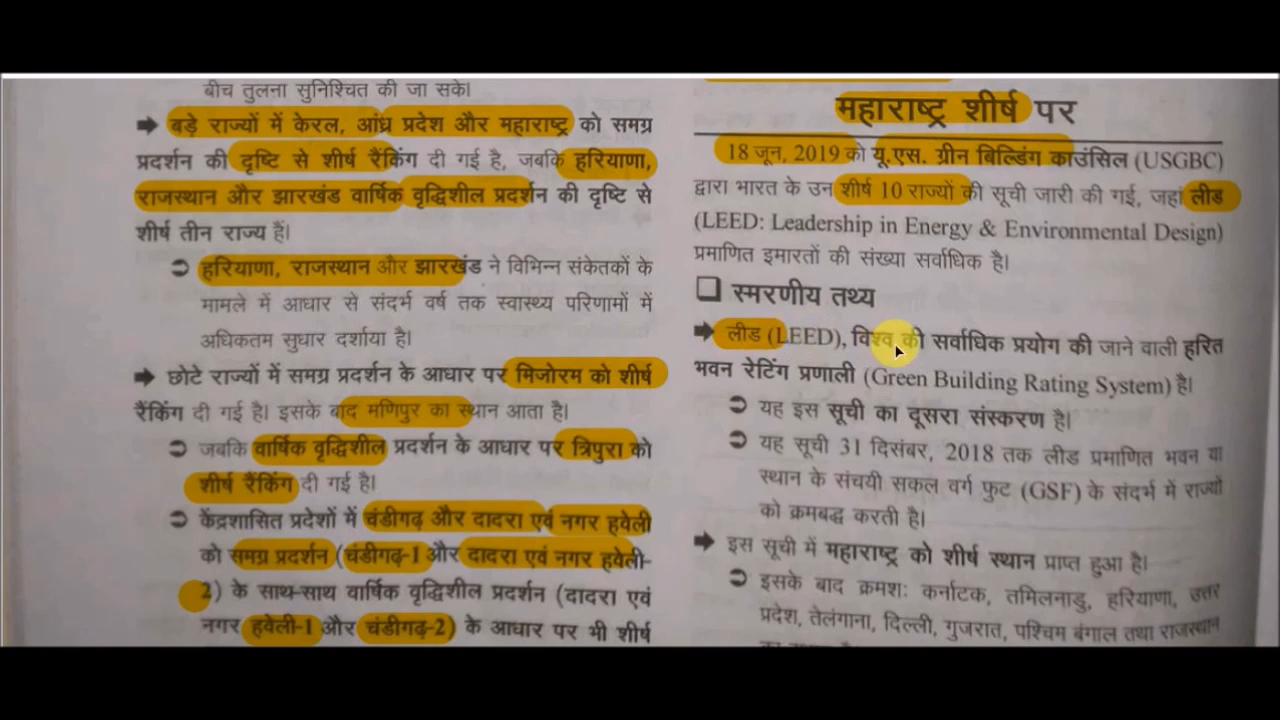 बीच तुलना सुनिश्चित की जा सके।
➡ बड़े राज्यों में केरल, आंध्र प्रदेश और महाराष्ट्र को समग्र
प्रदर्शन की दृष्टि से शीर्ष रैंकिंग दी गई है, जबकि हरियाणा,
राजस्थान और झारखंड वार्षिक वृद्धिशील प्रदर्शन की दृष्टि से
शीर्ष तीन राज्य हैं।
⊃ हरियाणा, राजस्थान और झारखंड ने विभिन्न संकेतकों के
मामले में आधार से संदर्भ वर्ष तक स्वास्थ्य परिणामों में
अधिकतम सुधार दर्शाया है।
➡ छोटे राज्यों में समग्र प्रदर्शन के आधार पर मिजोरम को शीर्ष
रैंकिंग दी गई है। इसके बाद मणिपुर का स्थान आता है।
⊃ जबकि वार्षिक वृद्धिशील प्रदर्शन के आधार पर त्रिपुरा को
शीर्ष रैंकिंग दी गई है।
⊃ केंद्रशासित प्रदेशों में चंडीगढ़ और दादरा एवं नगर हवेली
को समग्र प्रदर्शन (चंडीगढ़-1 और दादरा एवं नगर हवेली-
2) के साथ-साथ वार्षिक वृद्धिशील प्रदर्शन (दादरा एवं
नगर हवेली-1 और चंडीगढ़-2) के आधार पर भी शीर्ष
महाराष्ट्र शीर्ष पर
18 जून, 2019 को यू.एस. ग्रीन बिल्डिंग काउंसिल (USGBC)
द्वारा भारत के उन शीर्ष 10 राज्यों की सूची जारी की गई, जहां लीड
(LEED: Leadership in Energy & Environmental Design)
प्रमाणित इमारतों की संख्या सर्वाधिक है।
❑ स्मरणीय तथ्य
➡ लीड (LEED), विश्व की सर्वाधिक प्रयोग की जाने वाली हरित
भवन रेटिंग प्रणाली (Green Building Rating System) है।
⊃ यह इस सूची का दूसरा संस्करण है।
⊃ यह सूची 31 दिसंबर, 2018 तक लीड प्रमाणित भवन या
स्थान के संचयी सकल वर्ग फुट (GSF) के संदर्भ में राज्यों
को क्रमबद्ध करती है।
➡ इस सूची में महाराष्ट्र को शीर्ष स्थान प्राप्त हुआ है।
⊃ इसके बाद क्रमशः कर्नाटक, तमिलनाडु, हरियाणा, उत्तर
प्रदेश, तेलंगाना, दिल्ली, गुजरात, पश्चिम बंगाल तथा राजस्थान